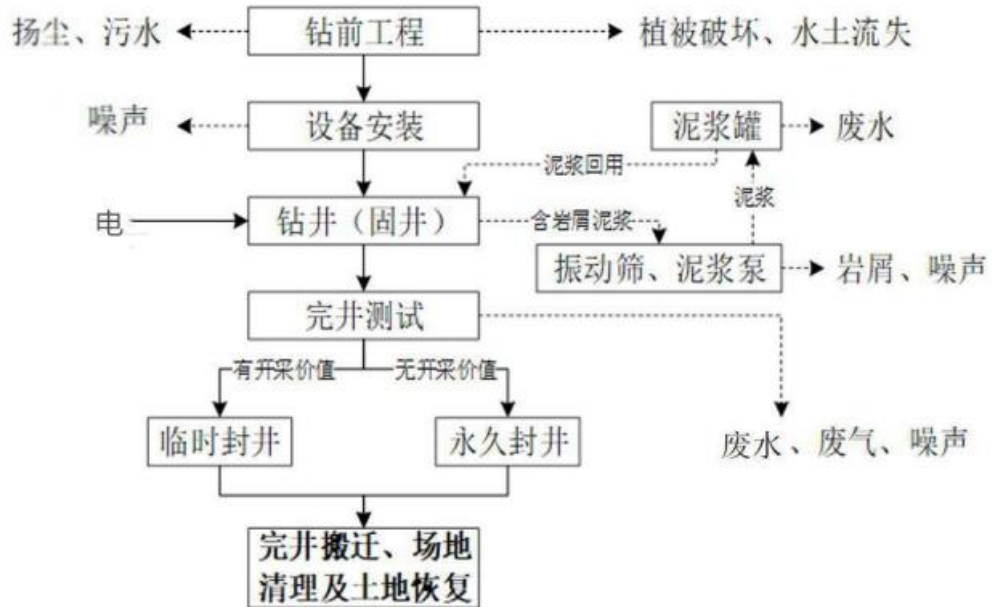 扬尘、污水
钻前工程
植被破坏、水土流失
噪声
设备安装
泥浆罐
废水
泥浆回用
泥浆
电
钻井（固井）
含岩屑泥浆
振动筛、泥浆泵
岩屑、噪声
完井测试
有开采价值
无开采价值
临时封井
永久封井
废水、废气、噪声
完井搬迁、场地
清理及土地恢复